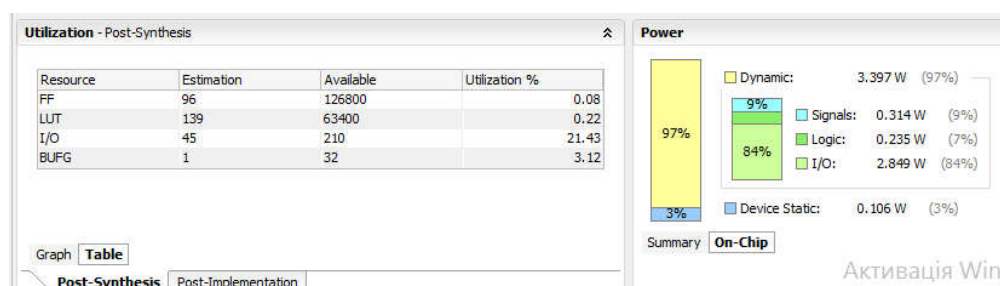 Utilization - Post-Synthesis
Resource Estimation Available Utilization %
FF 96 126800 0.08
LUT 139 63400 0.22
I/O 45 210 21.43
BUFG 1 32 3.12
Graph Table
Post-Synthesis Post-Implementation
Power
97%
3%
Dynamic: 3.397 W (97%)
9%
84%
Signals: 0.314 W (9%)
Logic: 0.235 W (7%)
I/O: 2.849 W (84%)
Device Static: 0.106 W (3%)
Summary On-Chip
Активація Win